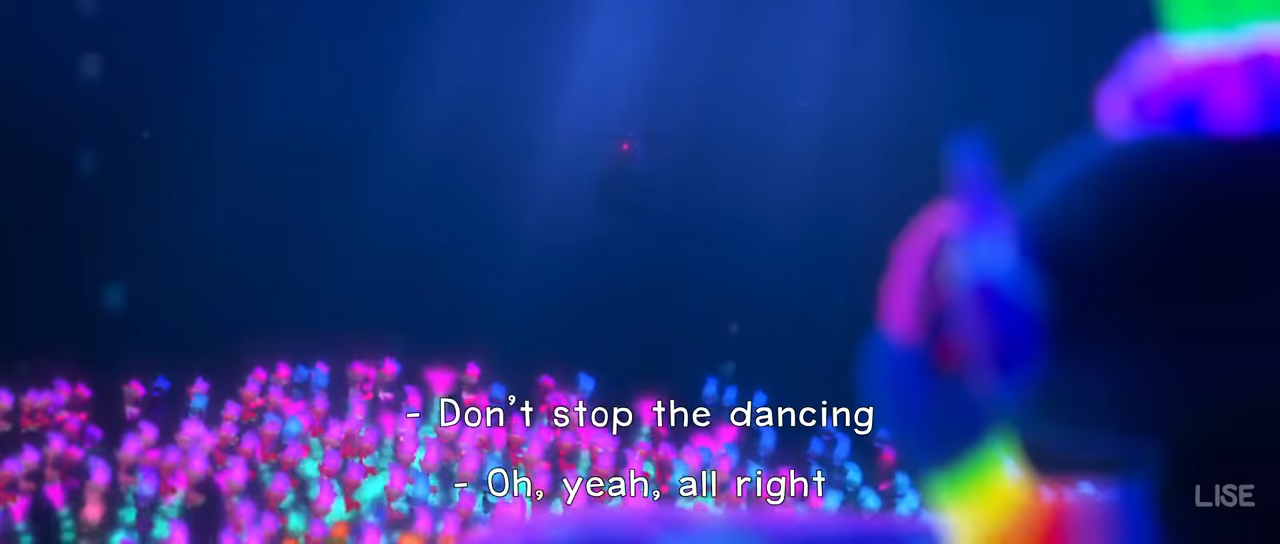 - Don't stop the dancing
- Oh, yeah, all right
LISE